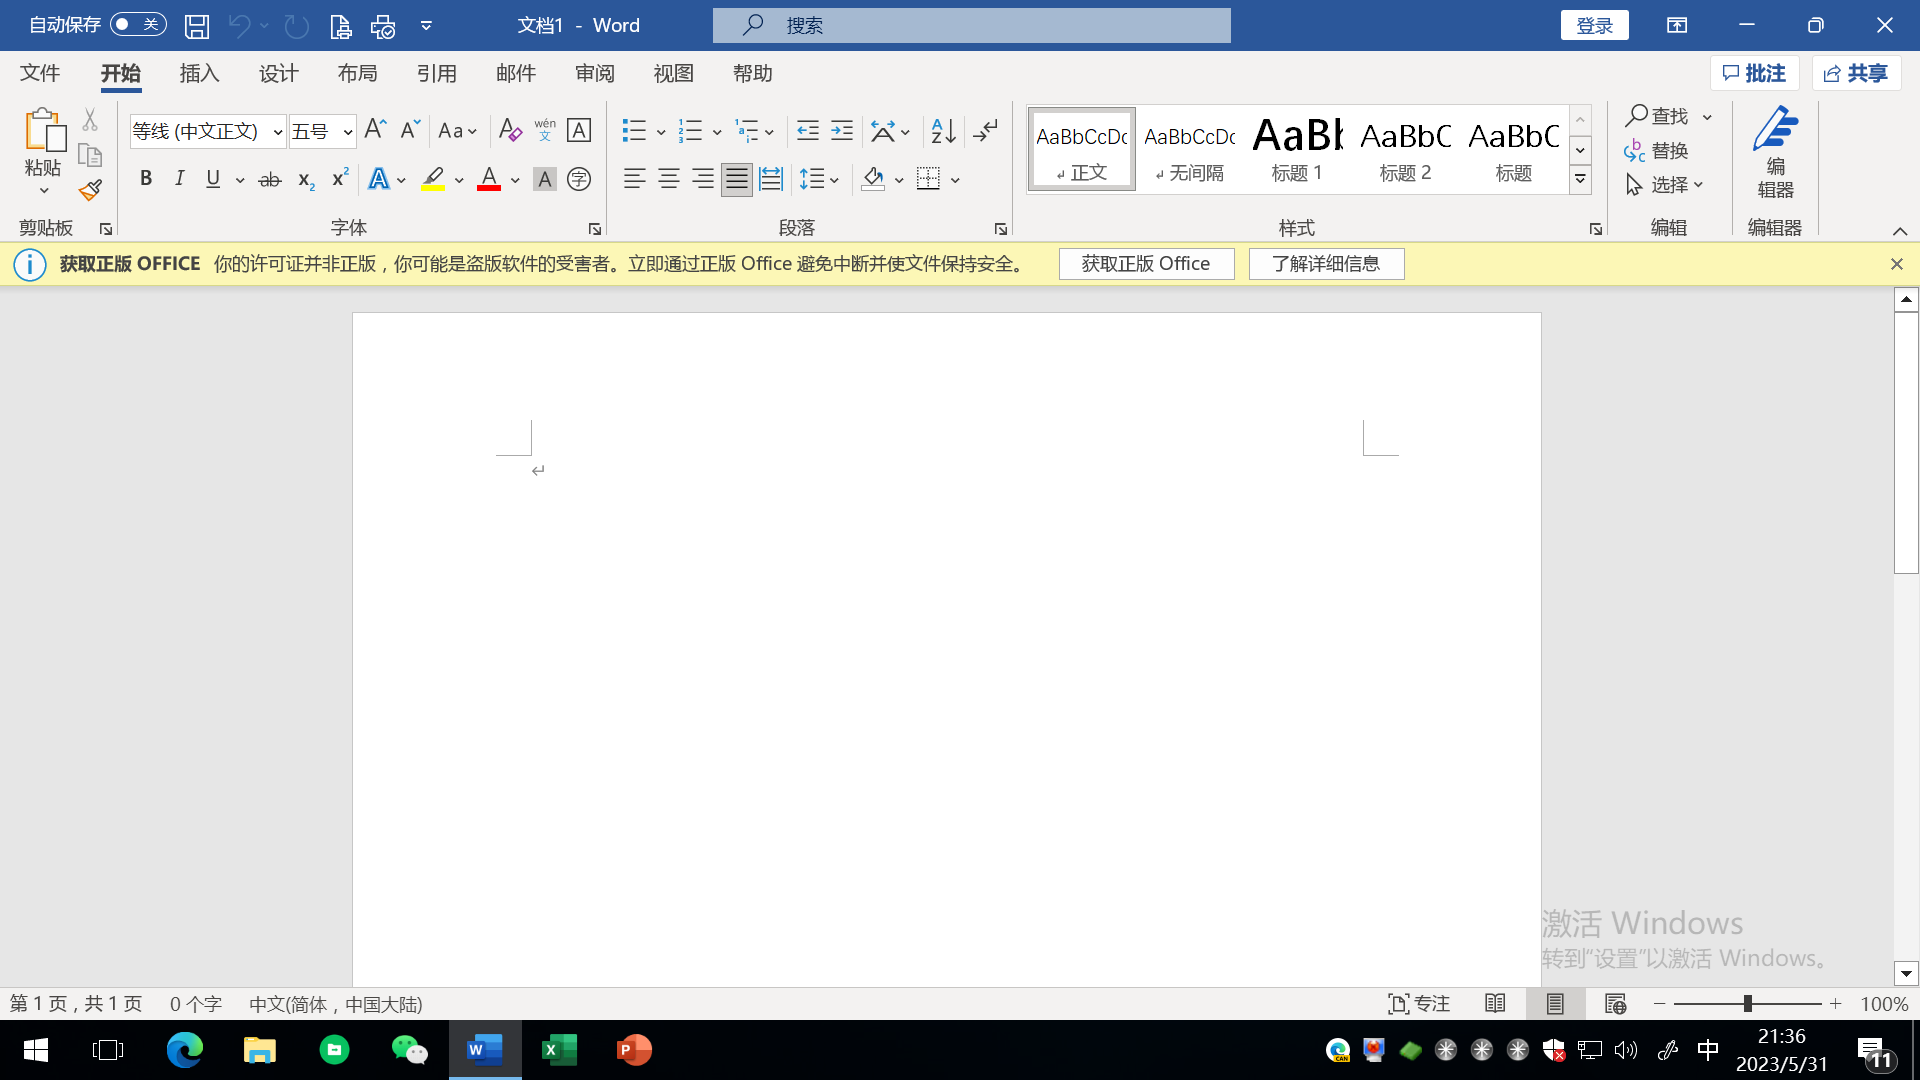 自动保存 关 文档1 - Word 搜索 登录
文件 开始 插入 设计 布局 引用 邮件 审阅 视图 帮助 批注 共享
粘贴 等线 (中文正文) 五号 A A Aa A wén 文 A
B I U ab x₂ x² A A A 字
AaBbCcDc AaBbCcDc AaBb AaBbC AaBbC
正文 无间隔 标题 1 标题 2 标题
查找
替换
选择
编
辑器
剪贴板 字体 段落 样式 编辑 编辑器
获取正版 OFFICE 你的许可证并非正版，你可能是盗版软件的受害者。立即通过正版 Office 避免中断并使文件保持安全。 获取正版 Office 了解详细信息
激活 Windows
转到"设置"以激活 Windows。
第 1 页，共 1 页 0 个字 中文(简体，中国大陆) 专注 100%
W X P CAN 中 21:36
2023/5/31 11